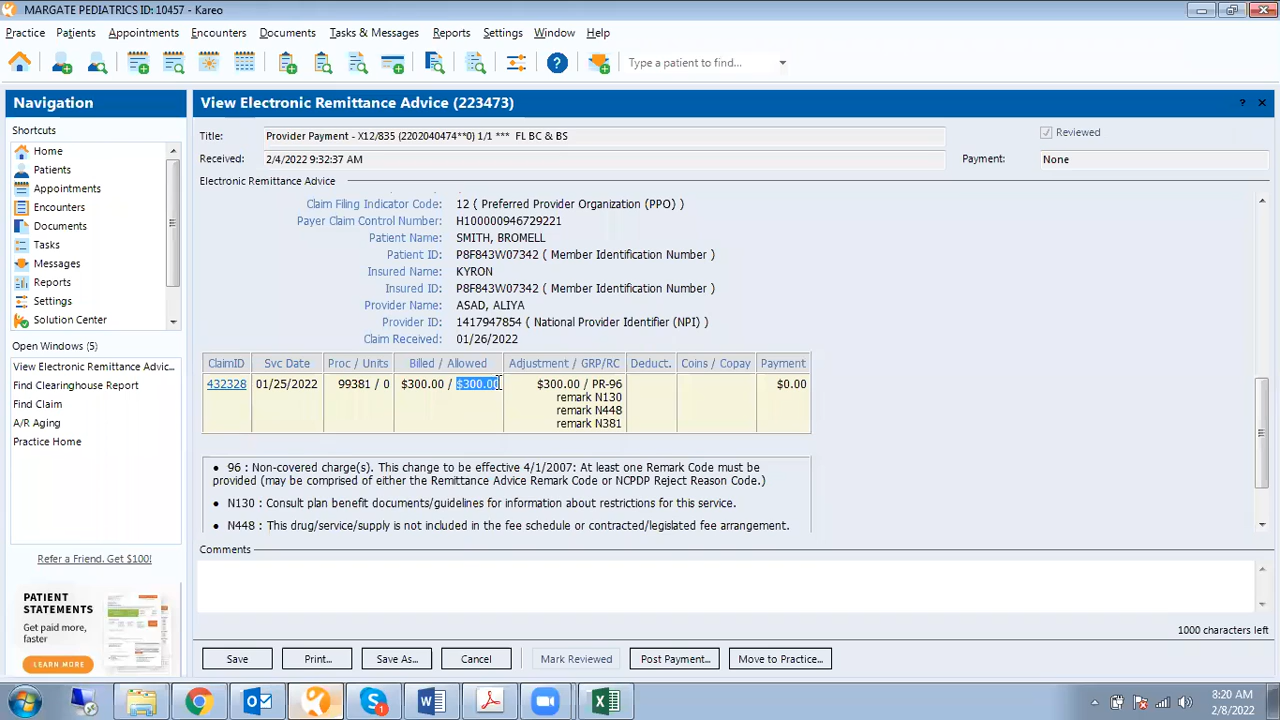 MARGATE PEDIATRICS ID: 10457 - Kareo
Practice Patients Appointments Encounters Documents Tasks & Messages Reports Settings Window Help
Type a patient to find...
Navigation
Shortcuts
Home
Patients
Appointments
Encounters
Documents
Tasks
Messages
Reports
Settings
Solution Center
Open Windows (5)
View Electronic Remittance Advic...
Find Clearinghouse Report
Find Claim
A/R Aging
Practice Home
Refer a Friend. Get $100!
PATIENT
STATEMENTS
Get paid more,
faster
LEARN MORE
View Electronic Remittance Advice (223473)
? ×
Title: Provider Payment - X12/835 (2202040474**0) 1/1 *** FL BC & BS Reviewed
Received: 2/4/2022 9:32:37 AM Payment: None
Electronic Remittance Advice
Claim Filing Indicator Code: 12 ( Preferred Provider Organization (PPO) )
Payer Claim Control Number: H100000946729221
Patient Name: SMITH, BROMELL
Patient ID: P8F843W07342 ( Member Identification Number )
Insured Name: KYRON
Insured ID: P8F843W07342 ( Member Identification Number )
Provider Name: ASAD, ALIYA
Provider ID: 1417947854 ( National Provider Identifier (NPI) )
Claim Received: 01/26/2022
ClaimID Svc Date Proc / Units Billed / Allowed Adjustment / GRP/RC Deduct. Coins / Copay Payment
432328 01/25/2022 99381 / 0 $300.00 / $300.00 $300.00 / PR-96 $0.00
remark N130
remark N448
remark N381
• 96 : Non-covered charge(s). This change to be effective 4/1/2007: At least one Remark Code must be
provided (may be comprised of either the Remittance Advice Remark Code or NCPDP Reject Reason Code.)
• N130 : Consult plan benefit documents/guidelines for information about restrictions for this service.
• N448 : This drug/service/supply is not included in the fee schedule or contracted/legislated fee arrangement.
Comments
1000 characters left
Save Print... Save As... Cancel Mark Reviewed Post Payment... Move to Practice...
8:20 AM
2/8/2022